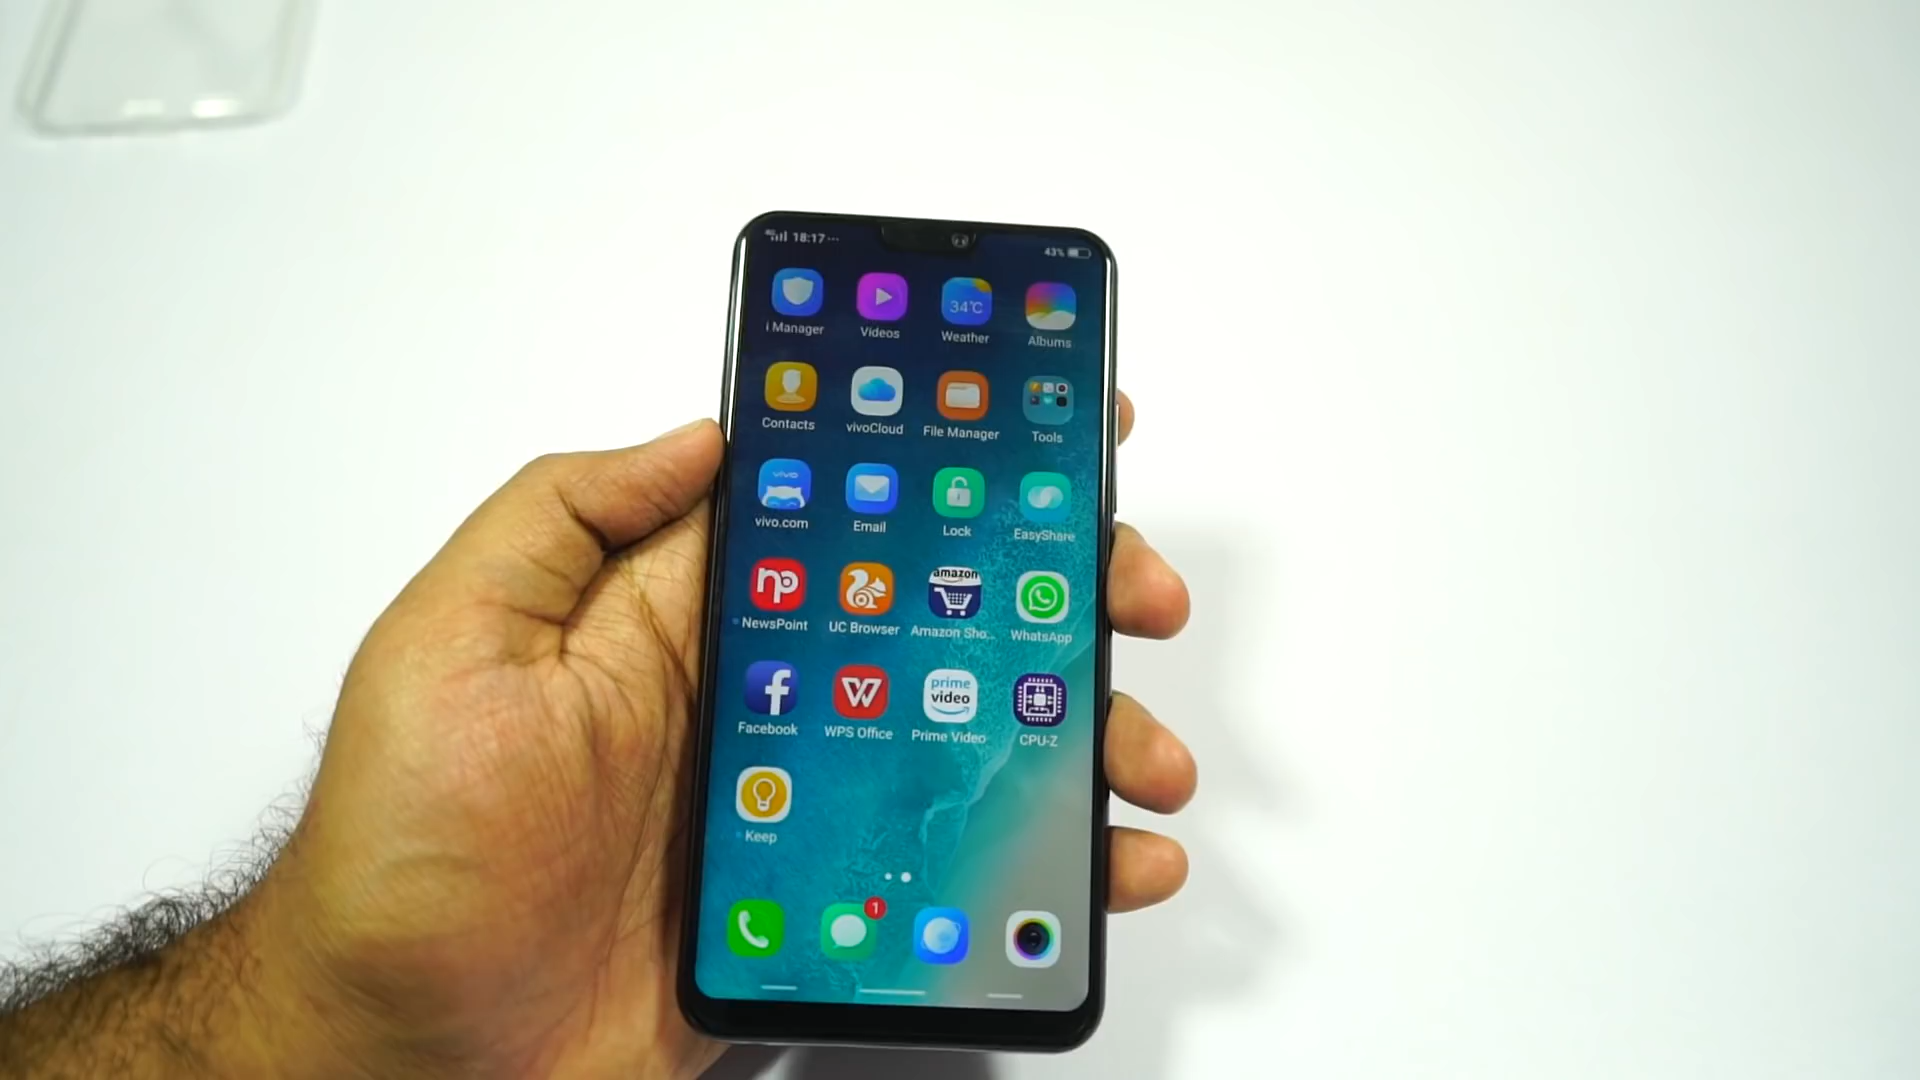 18:17...
43%
34°C
i Manager
Videos
Weather
Albums
Contacts
vivoCloud
File Manager
Tools
vivo
vivo.com
Email
Lock
EasyShare
np
amazon
NewsPoint
UC Browser
Amazon Sho...
WhatsApp
f
W
prime
video
Facebook
WPS Office
Prime Video
CPU-Z
Keep
1